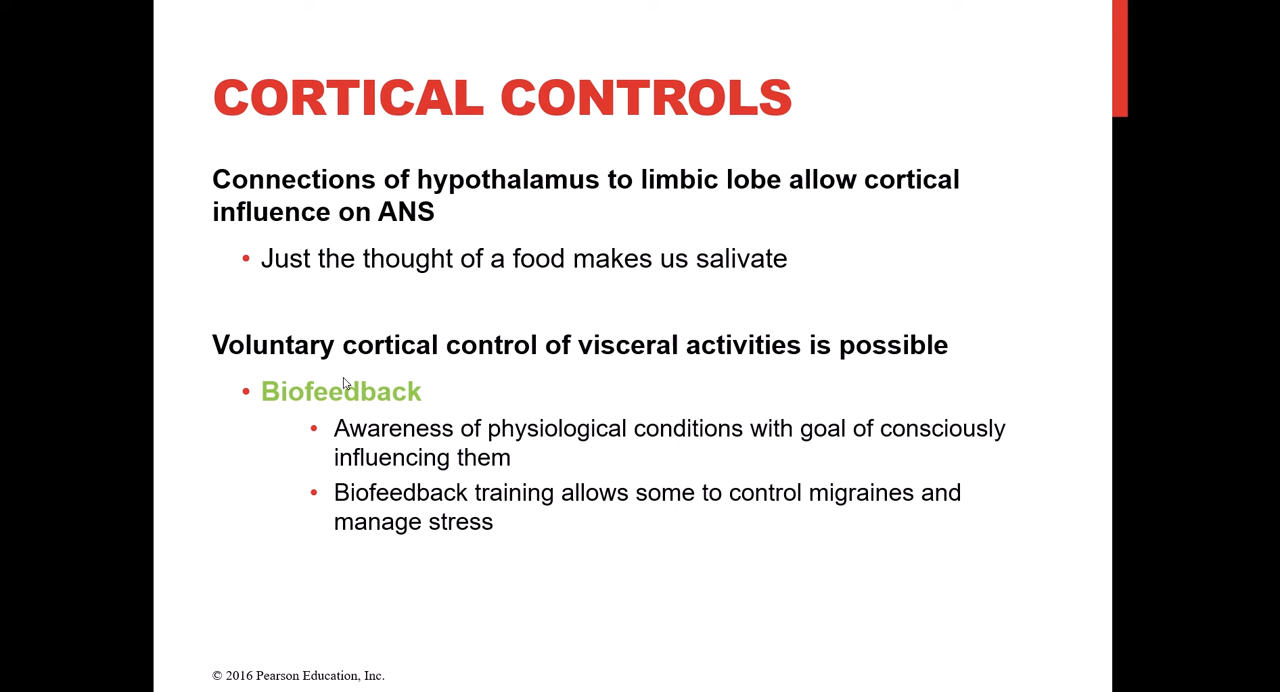 CORTICAL CONTROLS
Connections of hypothalamus to limbic lobe allow cortical
influence on ANS
• Just the thought of a food makes us salivate
Voluntary cortical control of visceral activities is possible
• Biofeedback
• Awareness of physiological conditions with goal of consciously
influencing them
• Biofeedback training allows some to control migraines and
manage stress
© 2016 Pearson Education, Inc.